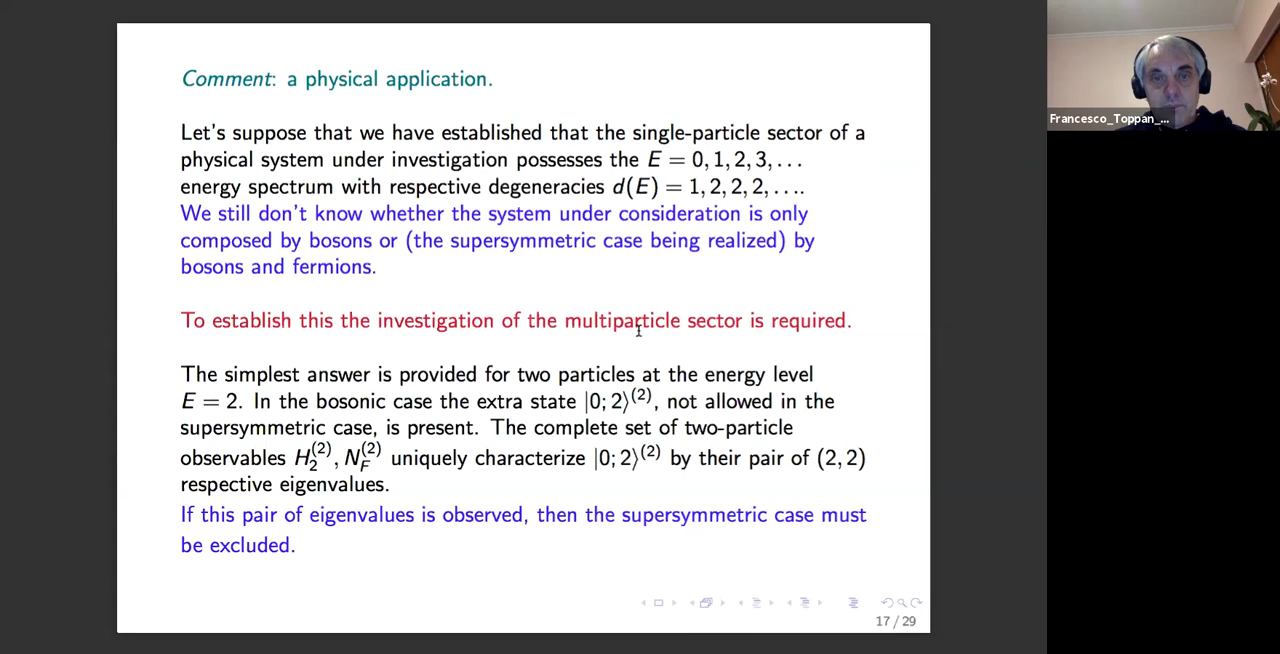 Comment: a physical application.
Let's suppose that we have established that the single-particle sector of a
physical system under investigation possesses the E = 0, 1, 2, 3, . . .
energy spectrum with respective degeneracies d(E) = 1, 2, 2, 2, . . . .
We still don't know whether the system under consideration is only
composed by bosons or (the supersymmetric case being realized) by
bosons and fermions.
To establish this the investigation of the multiparticle sector is required.
The simplest answer is provided for two particles at the energy level
E = 2. In the bosonic case the extra state |0; 2⟩⁽²⁾, not allowed in the
supersymmetric case, is present. The complete set of two-particle
observables H₂⁽²⁾, N_F⁽²⁾ uniquely characterize |0; 2⟩⁽²⁾ by their pair of (2, 2)
respective eigenvalues.
If this pair of eigenvalues is observed, then the supersymmetric case must
be excluded.
17 / 29
Francesco_Toppan_...